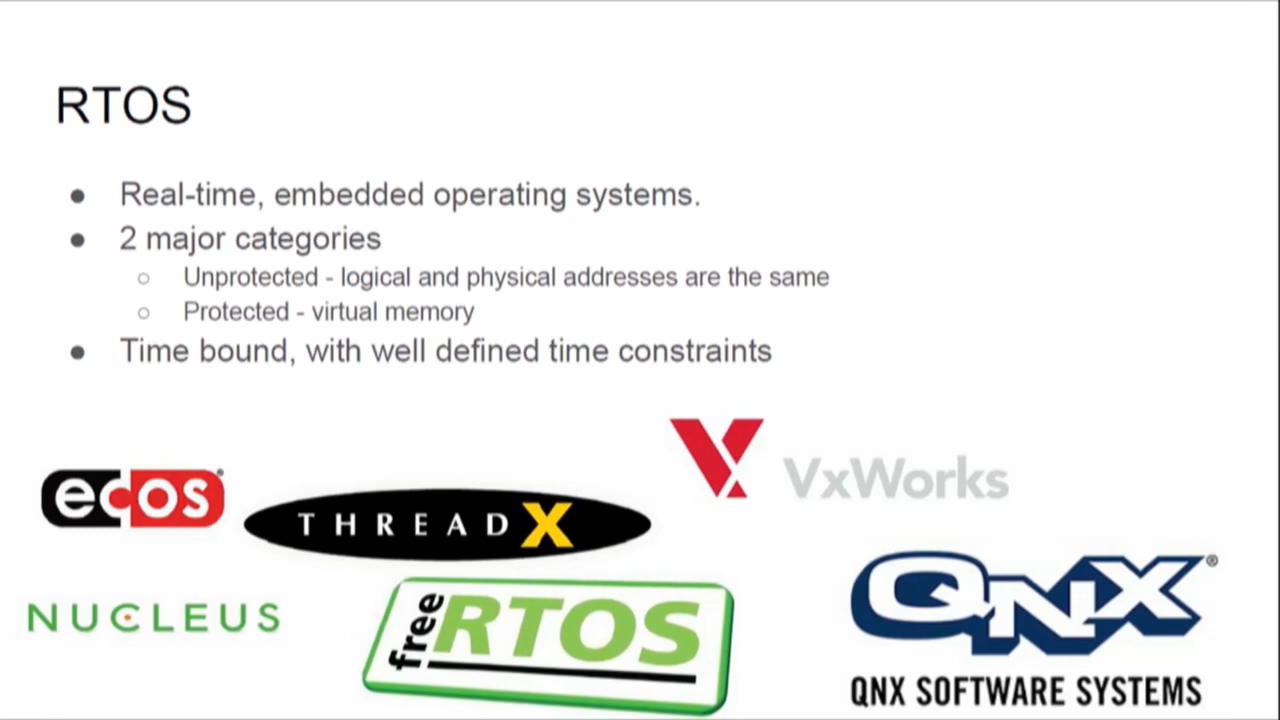 RTOS
● Real-time, embedded operating systems.
● 2 major categories
○ Unprotected - logical and physical addresses are the same
○ Protected - virtual memory
● Time bound, with well defined time constraints
VxWorks
ecos®
THREADX
NUCLEUS
freeRTOS
QNX®
QNX SOFTWARE SYSTEMS